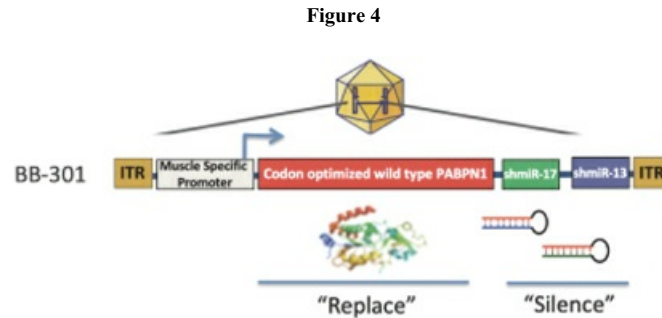 Figure 4
BB-301
ITR
Muscle Specific
Promoter
Codon optimized wild type PABPN1
shmiR-17
shmiR-13
ITR
"Replace"
"Silence"